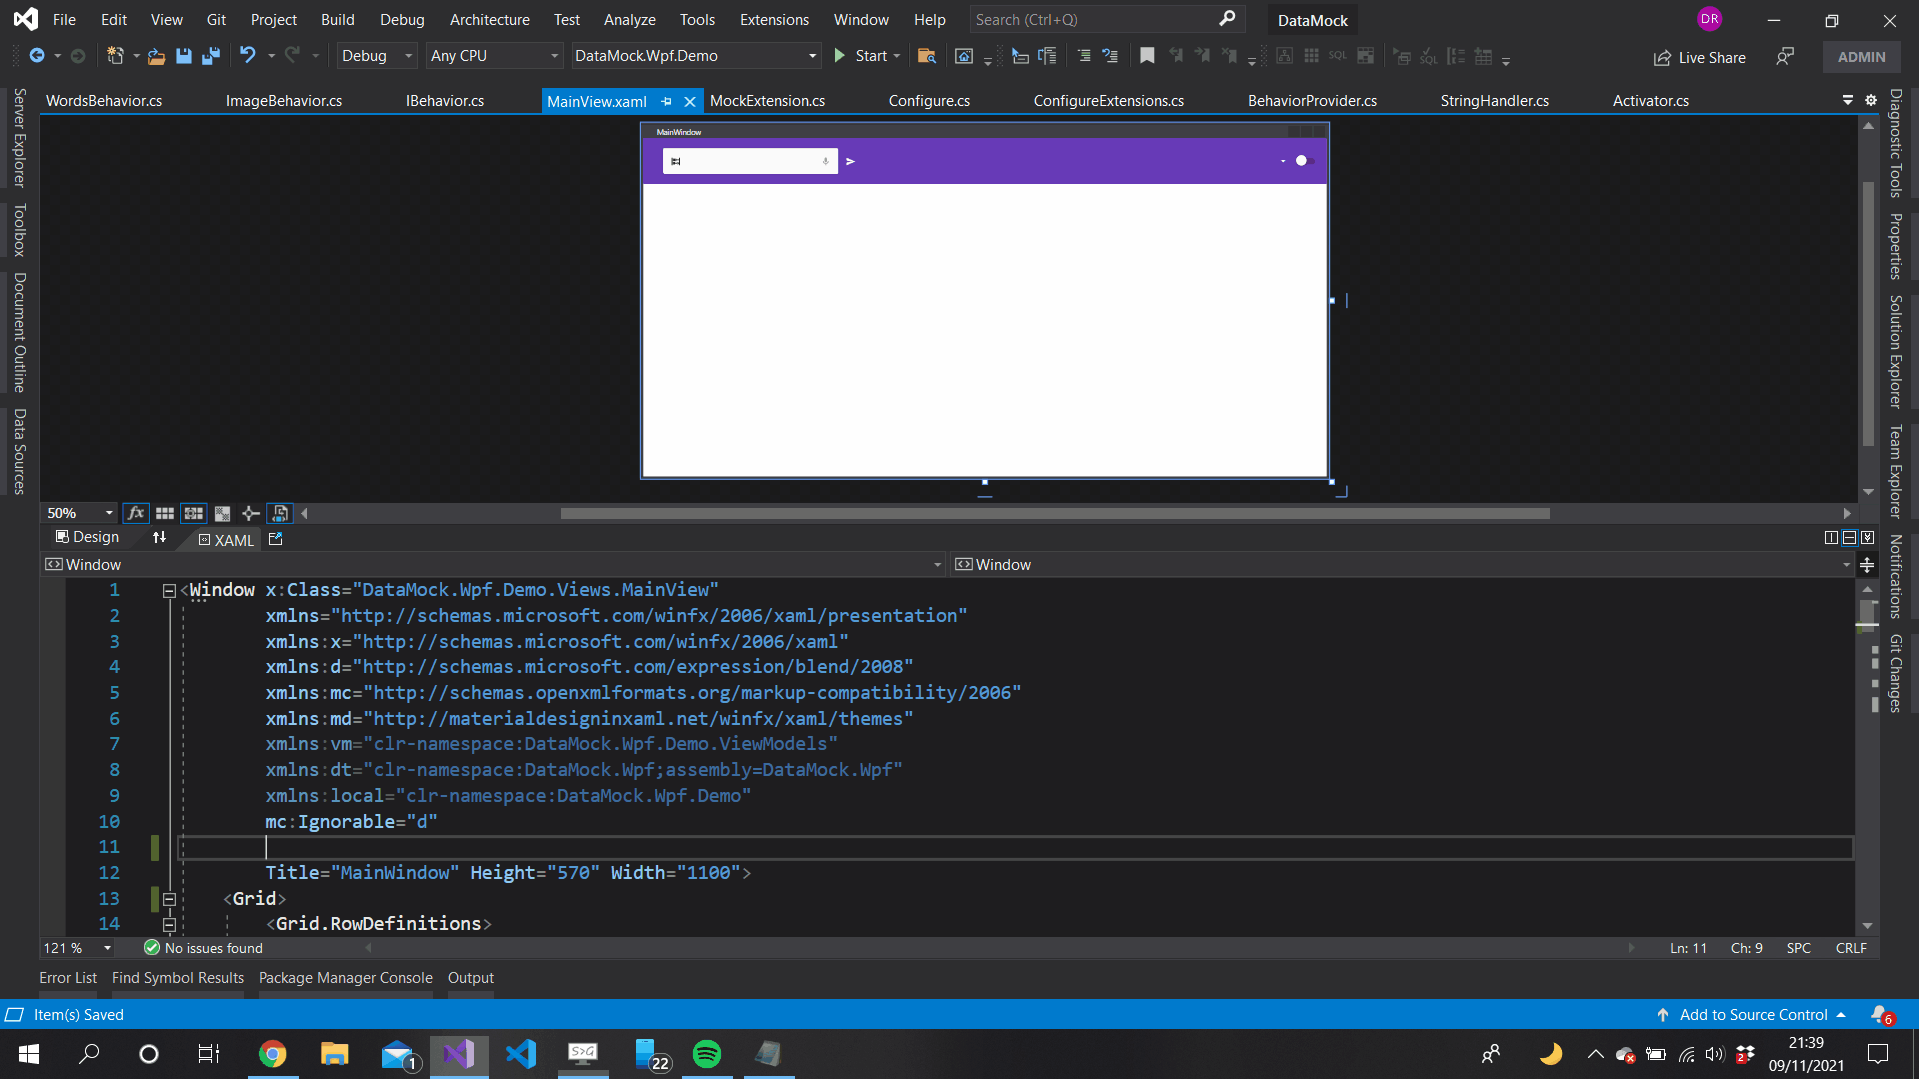 File Edit View Git Project Build Debug Architecture Test Analyze Tools Extensions Window Help Search (Ctrl+Q) DataMock DR
Debug Any CPU DataMock.Wpf.Demo Start SQL SQL Live Share ADMIN
WordsBehavior.cs ImageBehavior.cs IBehavior.cs MainView.xaml MockExtension.cs Configure.cs ConfigureExtensions.cs BehaviorProvider.cs StringHandler.cs Activator.cs
Server Explorer
Toolbox
Document Outline
Data Sources
MainWindow
Diagnostic Tools
Properties
Solution Explorer
Team Explorer
Notifications
Git Changes
50% fx
Design XAML
Window Window
1 <Window x:Class="DataMock.Wpf.Demo.Views.MainView"
2 xmlns="http://schemas.microsoft.com/winfx/2006/xaml/presentation"
3 xmlns:x="http://schemas.microsoft.com/winfx/2006/xaml"
4 xmlns:d="http://schemas.microsoft.com/expression/blend/2008"
5 xmlns:mc="http://schemas.openxmlformats.org/markup-compatibility/2006"
6 xmlns:md="http://materialdesigninxaml.net/winfx/xaml/themes"
7 xmlns:vm="clr-namespace:DataMock.Wpf.Demo.ViewModels"
8 xmlns:dt="clr-namespace:DataMock.Wpf;assembly=DataMock.Wpf"
9 xmlns:local="clr-namespace:DataMock.Wpf.Demo"
10 mc:Ignorable="d"
11
12 Title="MainWindow" Height="570" Width="1100">
13 <Grid>
14 <Grid.RowDefinitions>
121 % No issues found Ln: 11 Ch: 9 SPC CRLF
Error List Find Symbol Results Package Manager Console Output
Item(s) Saved Add to Source Control 6
1 S>G 22 2 21:39
09/11/2021